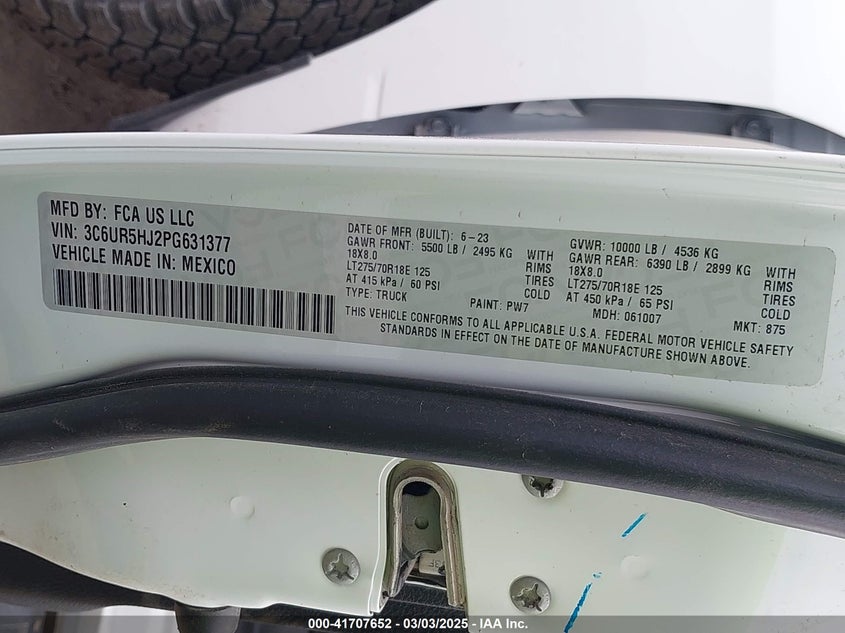 MFD BY: FCA US LLC
VIN: 3C6UR5HJ2PG631377
VEHICLE MADE IN: MEXICO
DATE OF MFR (BUILT): 6-23
GAWR FRONT: 5500 LB / 2495 KG WITH
18X8.0 RIMS
LT275/70R18E 125 TIRES
AT 415 kPa / 60 PSI COLD
TYPE: TRUCK PAINT: PW7
GVWR: 10000 LB / 4536 KG
GAWR REAR: 6390 LB / 2899 KG WITH
18X8.0 RIMS
LT275/70R18E 125 TIRES
AT 450 kPa / 65 PSI COLD
MDH: 061007 MKT: 875
THIS VEHICLE CONFORMS TO ALL APPLICABLE U.S.A. FEDERAL MOTOR VEHICLE SAFETY
STANDARDS IN EFFECT ON THE DATE OF MANUFACTURE SHOWN ABOVE.
000-41707652 - 03/03/2025 - IAA Inc.